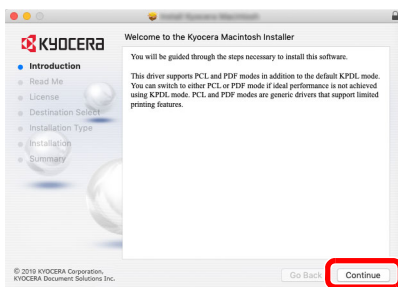 Install Kyocera Macintosh
KYOCERA
Welcome to the Kyocera Macintosh Installer
Introduction
Read Me
License
Destination Select
Installation Type
Installation
Summary
You will be guided through the steps necessary to install this software.
This driver supports PCL and PDF modes in addition to the default KPDL mode.
You can switch to either PCL or PDF mode if ideal performance is not achieved
using KPDL mode. PCL and PDF modes are generic drivers that support limited
printing features.
© 2019 KYOCERA Corporation,
KYOCERA Document Solutions Inc.
Go Back
Continue